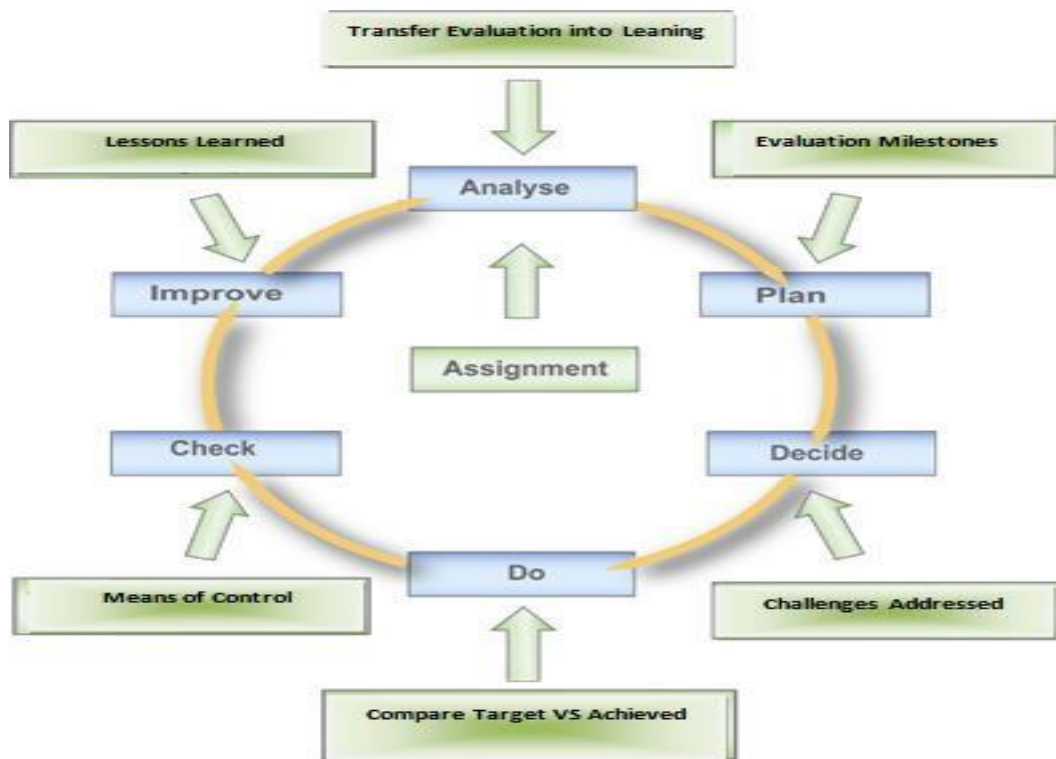 Transfer Evaluation into Leaning
Lessons Learned
Evaluation Milestones
Analyse
Improve
Plan
Assignment
Check
Decide
Do
Means of Control
Challenges Addressed
Compare Target VS Achieved